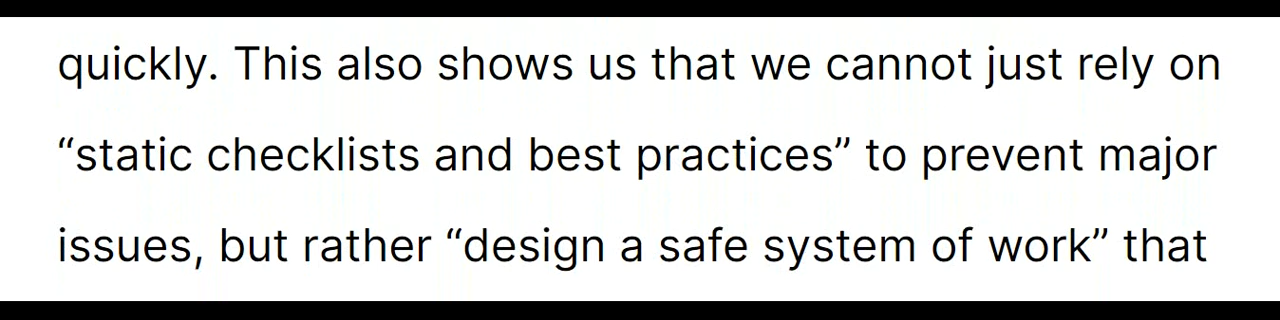 quickly. This also shows us that we cannot just rely on
“static checklists and best practices” to prevent major
issues, but rather “design a safe system of work” that